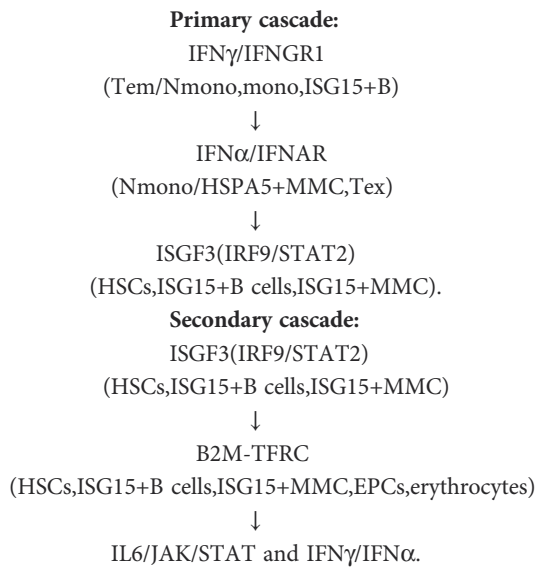 Primary cascade:
IFNγ/IFNGR1
(Tem/Nmono,mono,ISG15+B)
↓
IFNα/IFNAR
(Nmono/HSPA5+MMC,Tex)
↓
ISGF3(IRF9/STAT2)
(HSCs,ISG15+B cells,ISG15+MMC).
Secondary cascade:
ISGF3(IRF9/STAT2)
(HSCs,ISG15+B cells,ISG15+MMC)
↓
B2M-TFRC
(HSCs,ISG15+B cells,ISG15+MMC,EPCs,erythrocytes)
↓
IL6/JAK/STAT and IFNγ/IFNα.